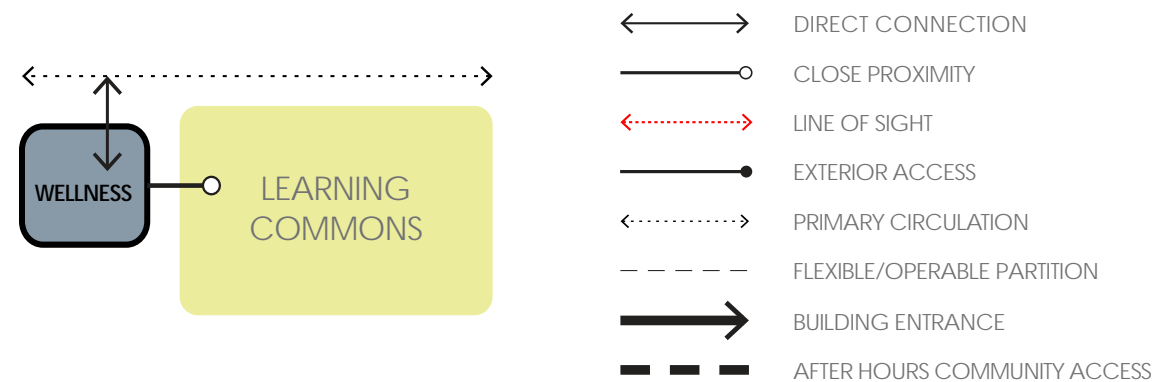 WELLNESS
LEARNING
COMMONS
DIRECT CONNECTION
CLOSE PROXIMITY
LINE OF SIGHT
EXTERIOR ACCESS
PRIMARY CIRCULATION
FLEXIBLE/OPERABLE PARTITION
BUILDING ENTRANCE
AFTER HOURS COMMUNITY ACCESS